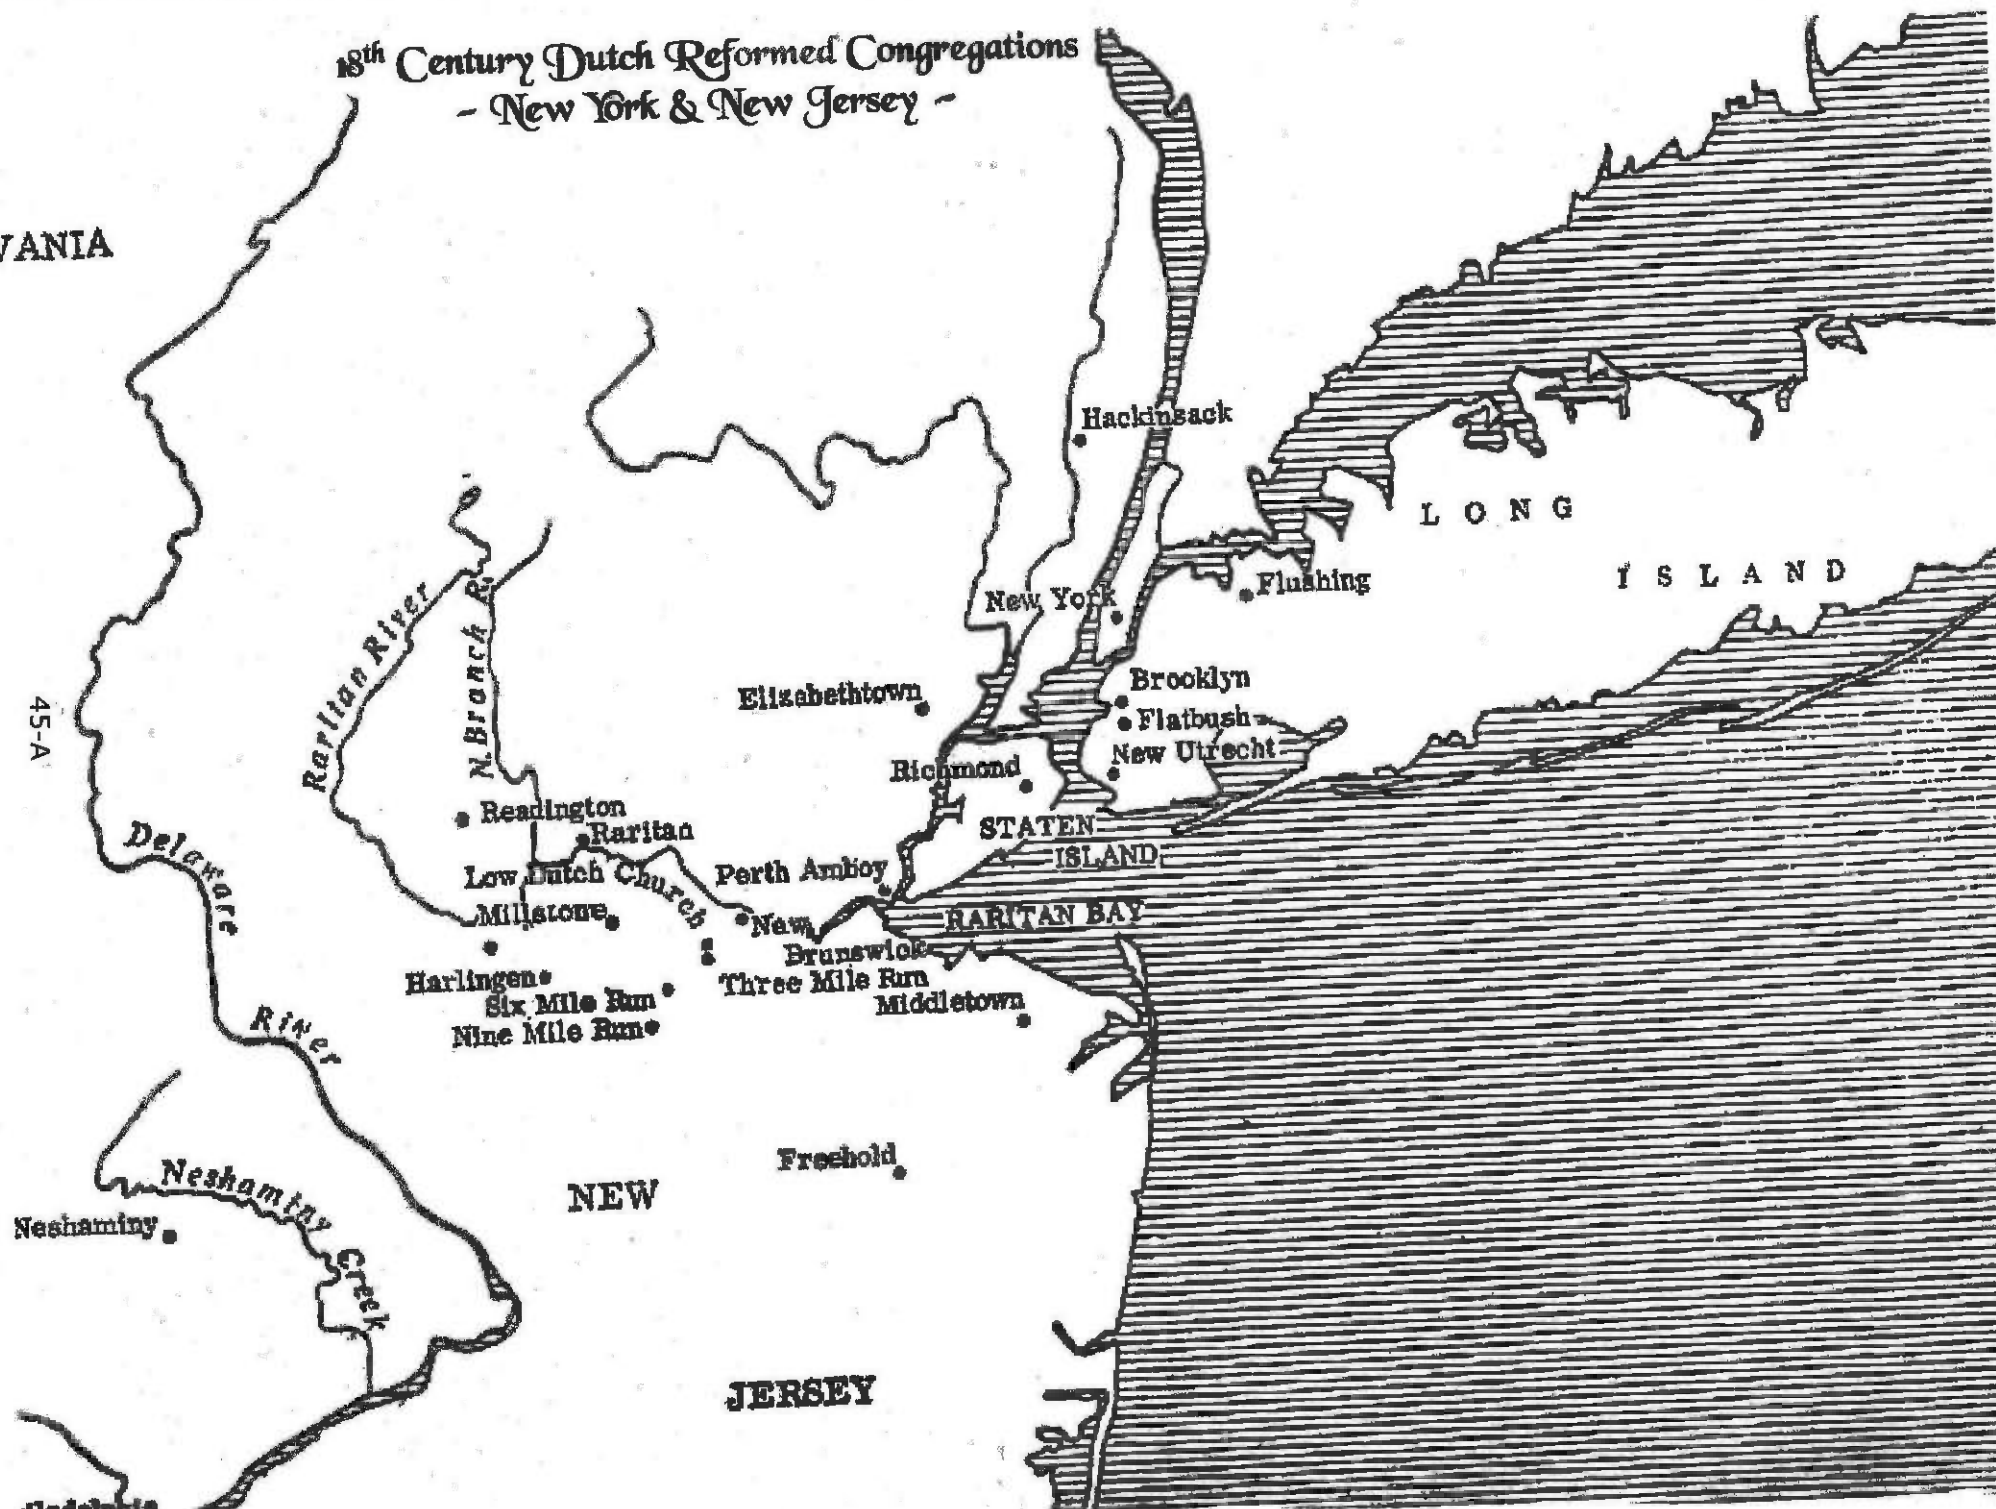 18th Century Dutch Reformed Congregations
- New York & New Jersey -
VANIA
Hackinsack
LONG
ISLAND
Flushing
New York
Raritan River
N. Branch R.
45-A
Elizabethtown
Brooklyn
Flatbush
New Utrecht
Richmond
Readington
Raritan
STATEN
ISLAND
Delaware
River
Low Dutch Church
Perth Amboy
Millstone
New
Brunswick
RARITAN BAY
Harlingen
Three Mile Run
Six Mile Run
Middletown
Nine Mile Run
Freehold
Neshaminy
Creek
Neshaminy
NEW
JERSEY